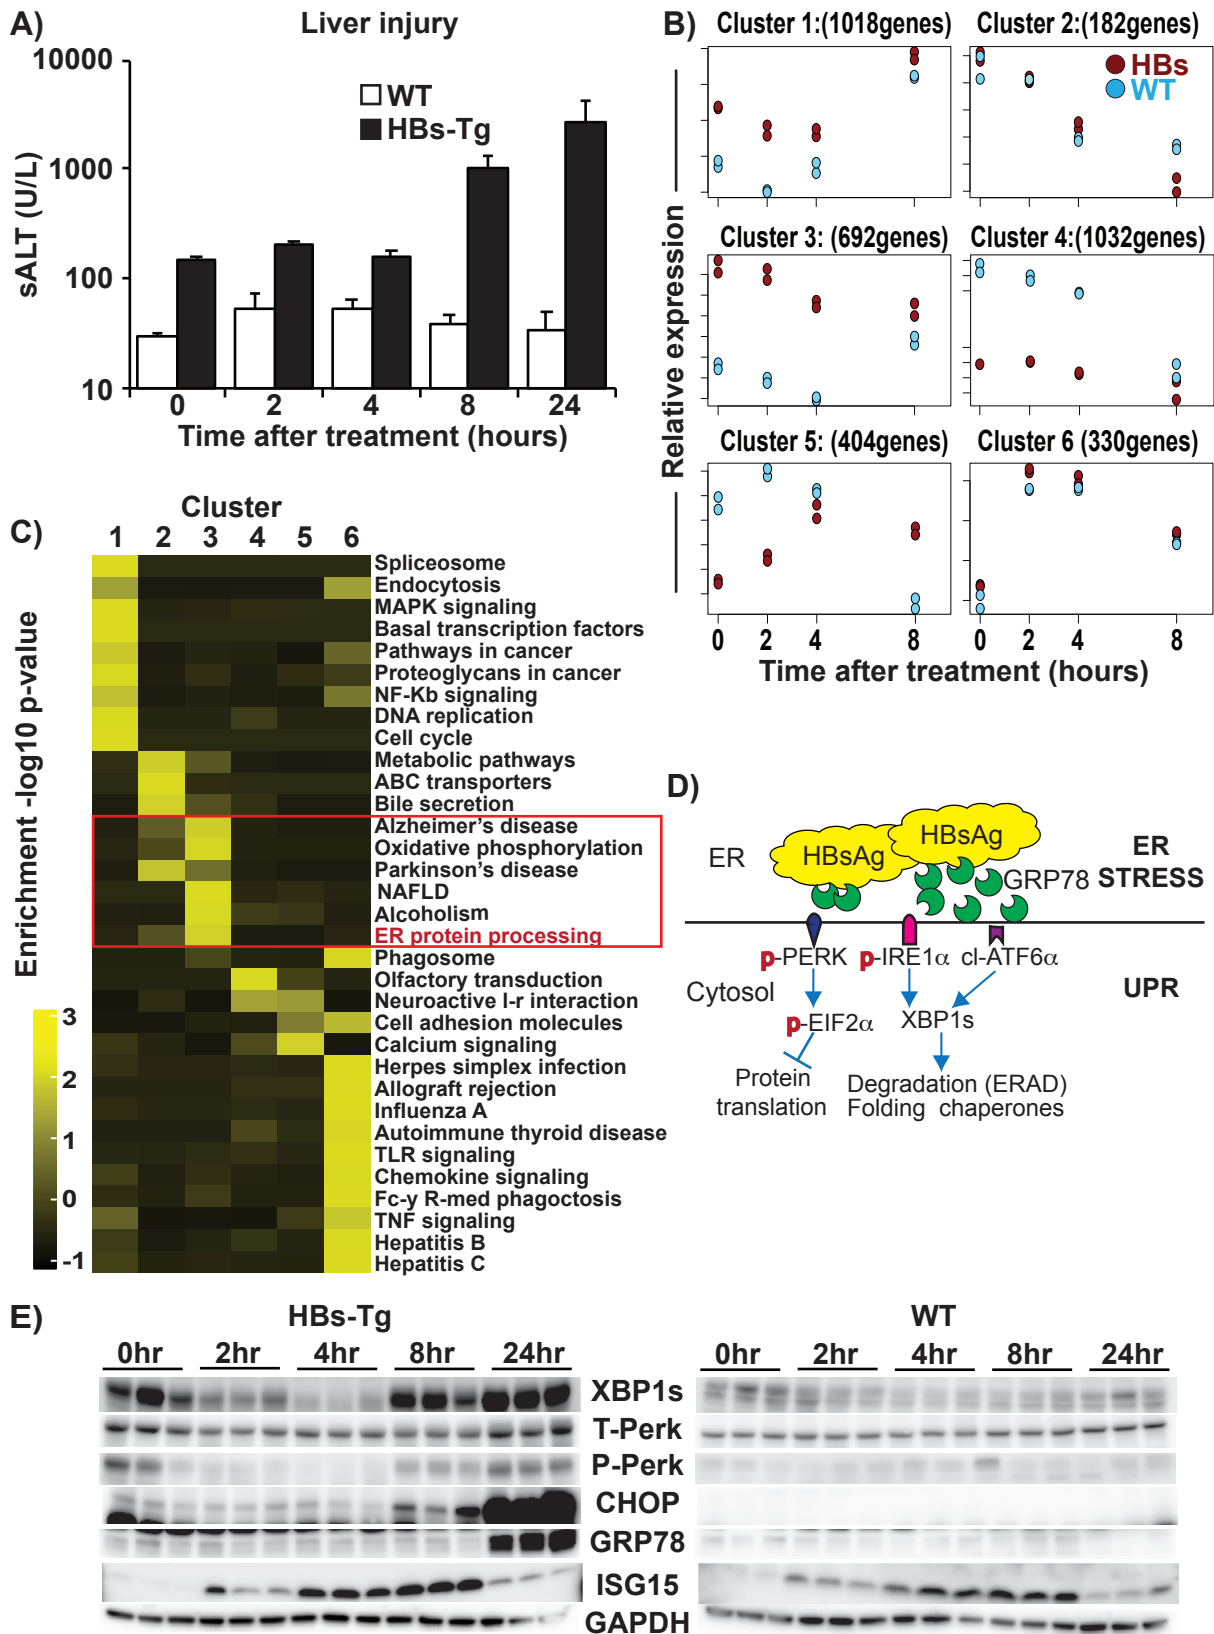 A)
Liver injury
sALT (U/L)
10000
1000
100
10
WT
HBs-Tg
0 2 4 8 24
Time after treatment (hours)
B)
Cluster 1:(1018genes)
Cluster 2:(182genes)
HBs
WT
Cluster 3: (692genes)
Cluster 4:(1032genes)
Cluster 5: (404genes)
Cluster 6 (330genes)
Relative expression
0 2 4 8
0 2 4 8
Time after treatment (hours)
C)
Cluster
1 2 3 4 5 6
Enrichment -log10 p-value
3
2
1
0
-1
Spliceosome
Endocytosis
MAPK signaling
Basal transcription factors
Pathways in cancer
Proteoglycans in cancer
NF-Kb signaling
DNA replication
Cell cycle
Metabolic pathways
ABC transporters
Bile secretion
Alzheimer's disease
Oxidative phosphorylation
Parkinson's disease
NAFLD
Alcoholism
ER protein processing
Phagosome
Olfactory transduction
Neuroactive l-r interaction
Cell adhesion molecules
Calcium signaling
Herpes simplex infection
Allograft rejection
Influenza A
Autoimmune thyroid disease
TLR signaling
Chemokine signaling
Fc-y R-med phagoctosis
TNF signaling
Hepatitis B
Hepatitis C
D)
ER
HBsAg
HBsAg
GRP78
ER
STRESS
p-PERK
p-IRE1α
cl-ATF6α
Cytosol
UPR
p-EIF2α
XBP1s
Protein
translation
Degradation (ERAD)
Folding chaperones
E)
HBs-Tg
WT
0hr 2hr 4hr 8hr 24hr
0hr 2hr 4hr 8hr 24hr
XBP1s
T-Perk
P-Perk
CHOP
GRP78
ISG15
GAPDH